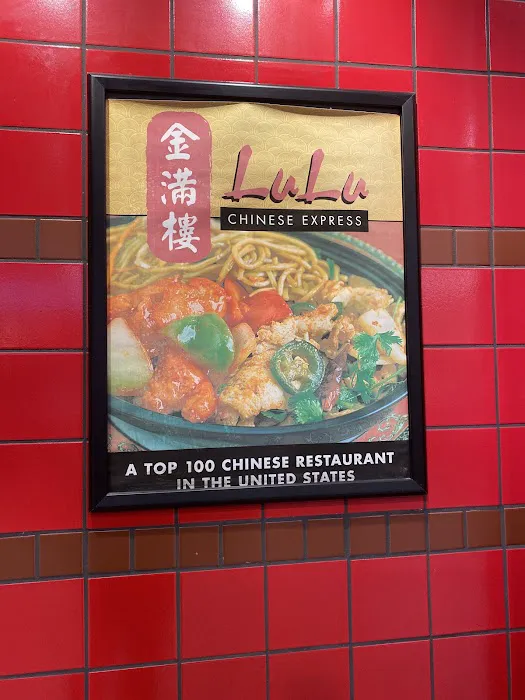 金滿樓
LuLu
CHINESE EXPRESS
A TOP 100 CHINESE RESTAURANT
IN THE UNITED STATES